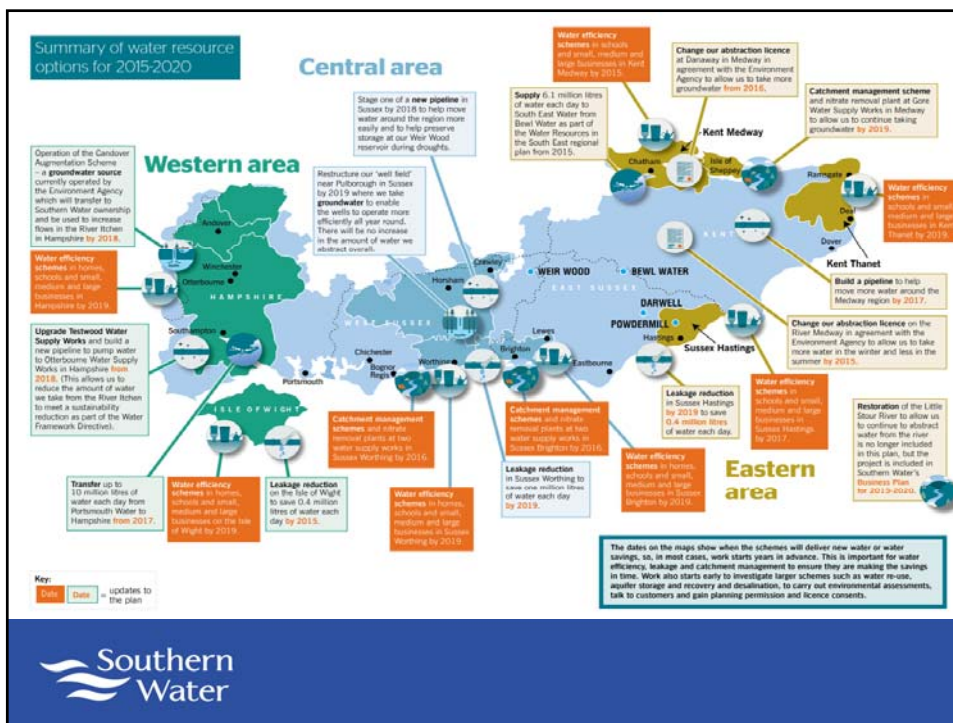 Summary of water resource
options for 2015-2020
Central area
Western area
Eastern
area
Operation of the Candover
Augmentation Scheme
– a groundwater source
currently operated by
the Environment Agency
which will transfer to
Southern Water ownership
and be used to increase
flows in the River Itchen
in Hampshire by 2018.
Water efficiency
schemes in homes,
schools and small,
medium and large
businesses in
Hampshire by 2019.
Upgrade Testwood Water
Supply Works and build a
new pipeline to pump water
to Otterbourne Water Supply
Works in Hampshire from
2018. (This allows us to
reduce the amount of water
we take from the River Itchen
to meet a sustainability
reduction as part of the Water
Framework Directive).
Transfer up to
10 million litres of
water each day from
Portsmouth Water to
Hampshire from 2017.
Water efficiency
schemes in homes,
schools and small,
medium and large
businesses on the Isle
of Wight by 2019.
Leakage reduction
on the Isle of Wight
to save 0.4 million
litres of water each
day by 2015.
Stage one of a new pipeline in
Sussex by 2018 to help move
water around the region more
easily and to help preserve
storage at our Weir Wood
reservoir during droughts.
Restructure our 'well field'
near Pulborough in Sussex
by 2019 where we take
groundwater to enable
the wells to operate more
efficiently all year round.
There will be no increase
in the amount of water we
abstract overall.
Catchment management
schemes and nitrate
removal plants at two
water supply works in
Sussex Worthing by 2016.
Water efficiency
schemes in homes,
schools and small,
medium and large
businesses in Sussex
Worthing by 2019
Leakage reduction
in Sussex Worthing to
save one million litres
of water each day
by 2019.
Catchment management
schemes and nitrate
removal plants at two
water supply works in
Sussex Brighton by 2016.
Water efficiency
schemes in homes,
schools and small,
medium and large
businesses in Sussex
Brighton by 2019.
Water efficiency
schemes in schools
and small, medium and
large businesses in Kent
Medway by 2015.
Supply 6.1 million litres
of water each day to
South East Water from
Bewl Water as part of
the Water Resources in
the South East regional
plan from 2015.
Change our abstraction licence
at Danaway in Medway in
agreement with the Environment
Agency to allow us to take more
groundwater from 2016.
Catchment management scheme
and nitrate removal plant at Gore
Water Supply Works in Medway
to allow us to continue taking
groundwater by 2019.
Water efficiency
schemes in schools
and small, medium
and large
businesses in Kent
Thanet by 2019.
Build a pipeline to help
move more water around the
Medway region by 2017.
Change our abstraction licence on the
River Medway in agreement with the
Environment Agency to allow us to take
more water in the winter and less in the
summer by 2015.
Leakage reduction
in Sussex Hastings
by 2019 to save
0.4 million litres
of water each day.
Water efficiency
schemes in schools
and small,
medium and large
businesses in
Sussex Hastings by
2017.
Restoration of the Little
Stour River to allow us
to continue to abstract
water from the river
is no longer included
in this plan, but the
project is included in
Southern Water's
Business Plan
for 2015-2020.
Andover
Winchester
Otterbourne
HAMPSHIRE
Southampton
Portsmouth
ISLE OF WIGHT
Chichester
Bognor
Regis
Worthing
Horsham
Crawley
WEST SUSSEX
Brighton
Lewes
Eastbourne
EAST SUSSEX
WEIR WOOD
BEWL WATER
DARWELL
POWDERMILL
Hastings
Sussex Hastings
Kent Medway
Chatham
Isle of
Sheppey
KENT
Ramsgate
Deal
Dover
Kent Thanet
The dates on the maps show when the schemes will deliver new water or water
savings, so, in most cases, work starts years in advance. This is important for water
efficiency, leakage and catchment management to ensure they are making the savings
in time. Work also starts early to investigate larger schemes such as water re-use,
aquifer storage and recovery and desalination, to carry out environmental assessments,
talk to customers and gain planning permission and licence consents.
Key:
Date Date = updates to
the plan
Southern
Water